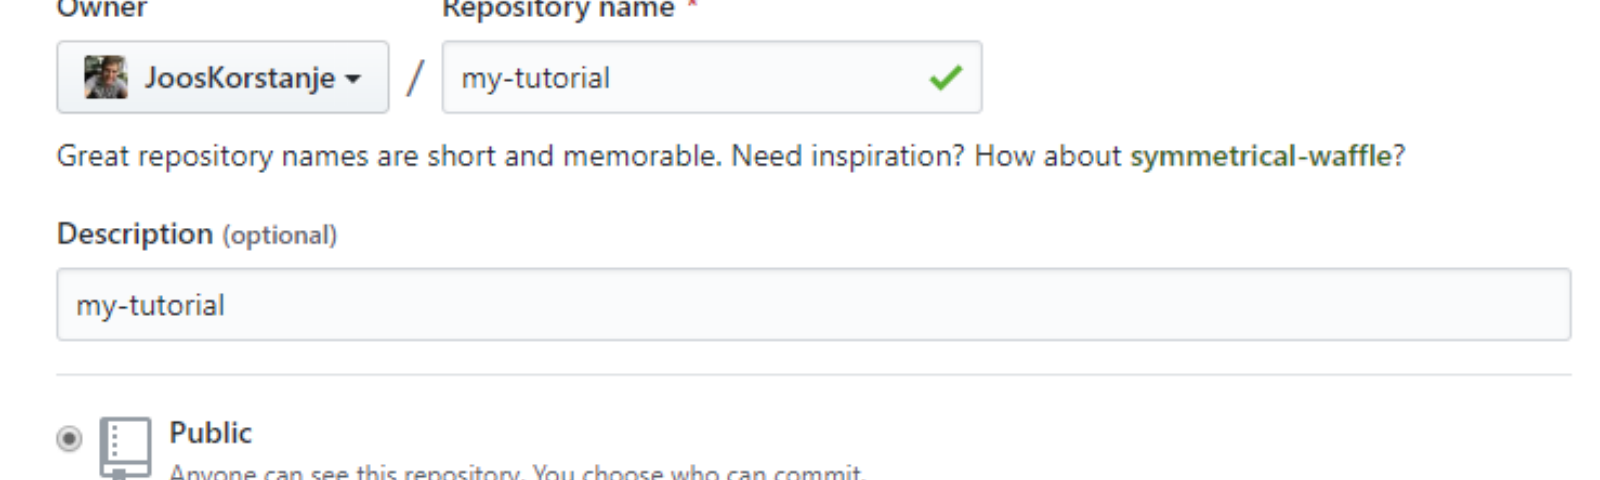 Owner Repository name *
JoosKorstanje / my-tutorial
Great repository names are short and memorable. Need inspiration? How about symmetrical-waffle?
Description (optional)
my-tutorial
Public
Anyone can see this repository. You choose who can commit.